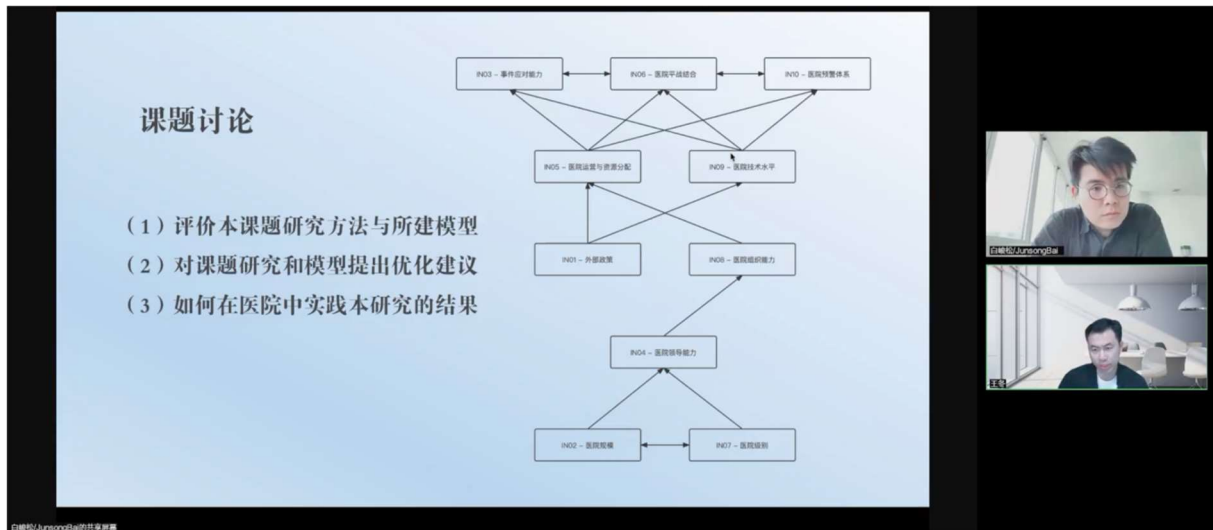 课题讨论
（1）评价本课题研究方法与所建模型
（2）对课题研究和模型提出优化建议
（3）如何在医院中实践本研究的结果
IN03 - 事件应对能力
IN06 - 医院平战结合
IN10 - 医院预警体系
IN05 - 医院运营与资源分配
IN09 - 医院技术水平
IN01 - 外部政策
IN08 - 医院组织能力
IN04 - 医院领导能力
IN02 - 医院规模
IN07 - 医院级别
白峻松/JunsongBai
白峻松/JunsongBai的共享屏幕